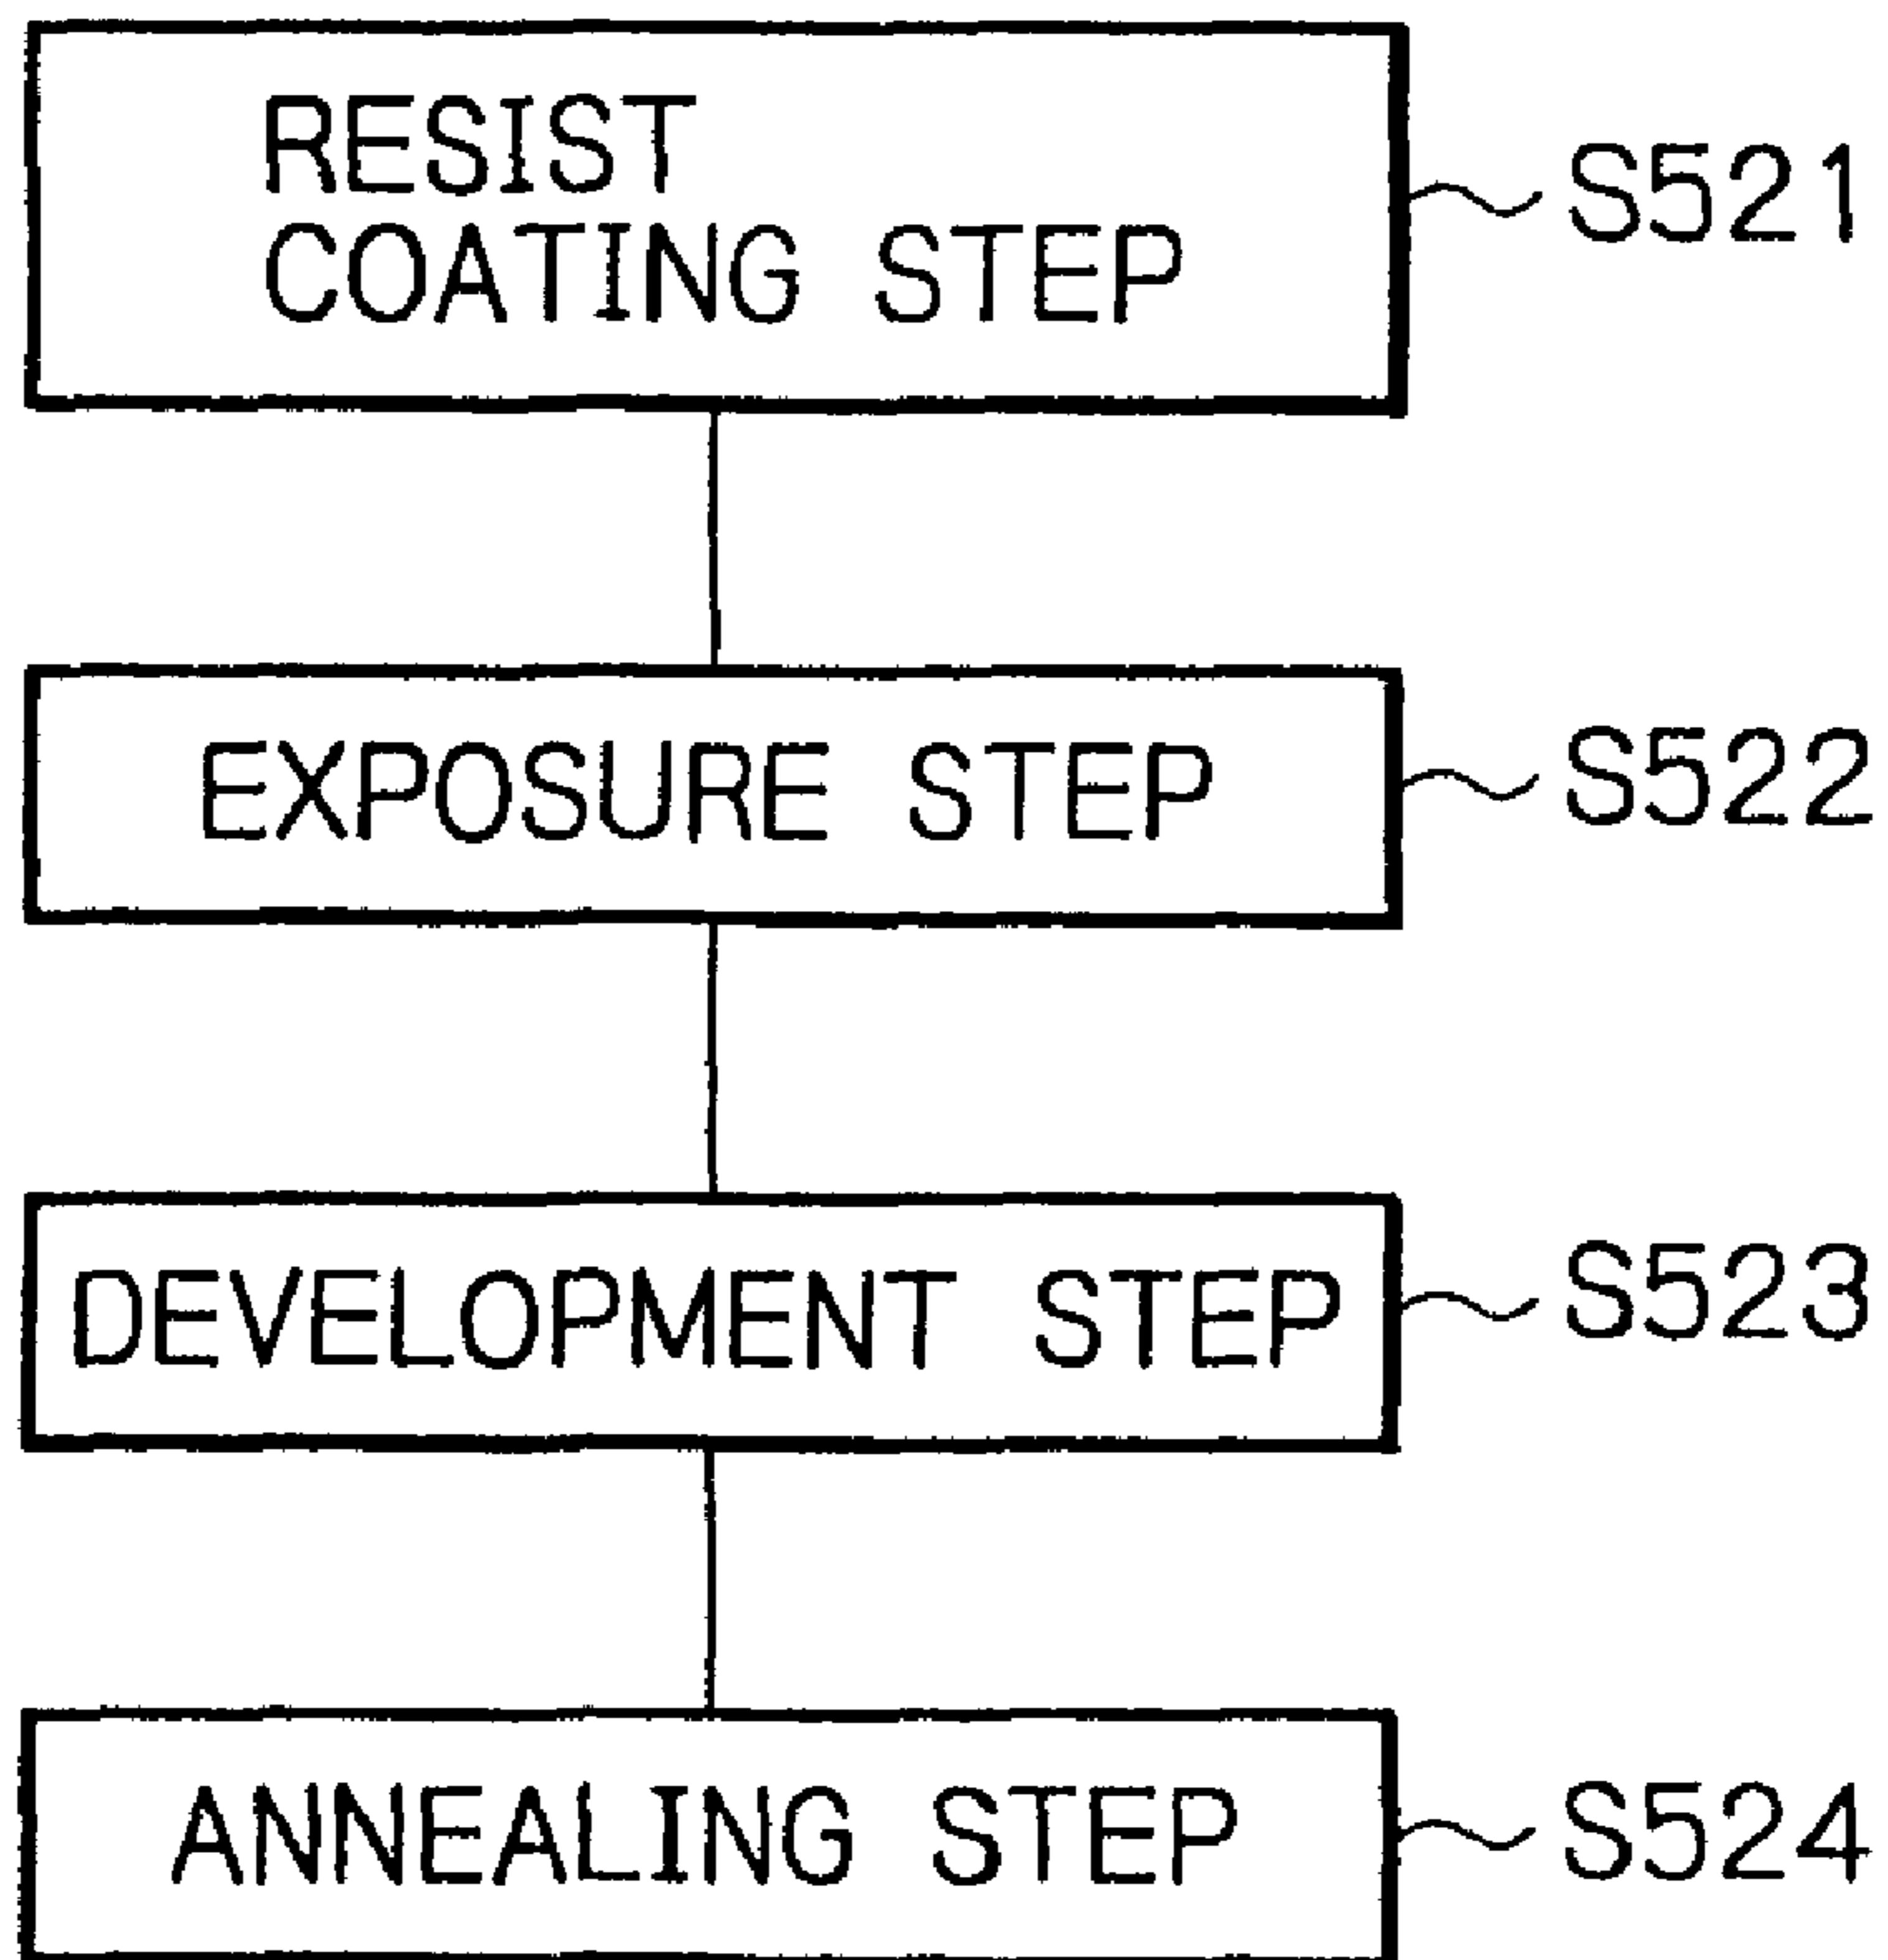 RESIST
COATING STEP
S521
EXPOSURE STEP
S522
DEVELOPMENT STEP
S523
ANNEALING STEP
S524